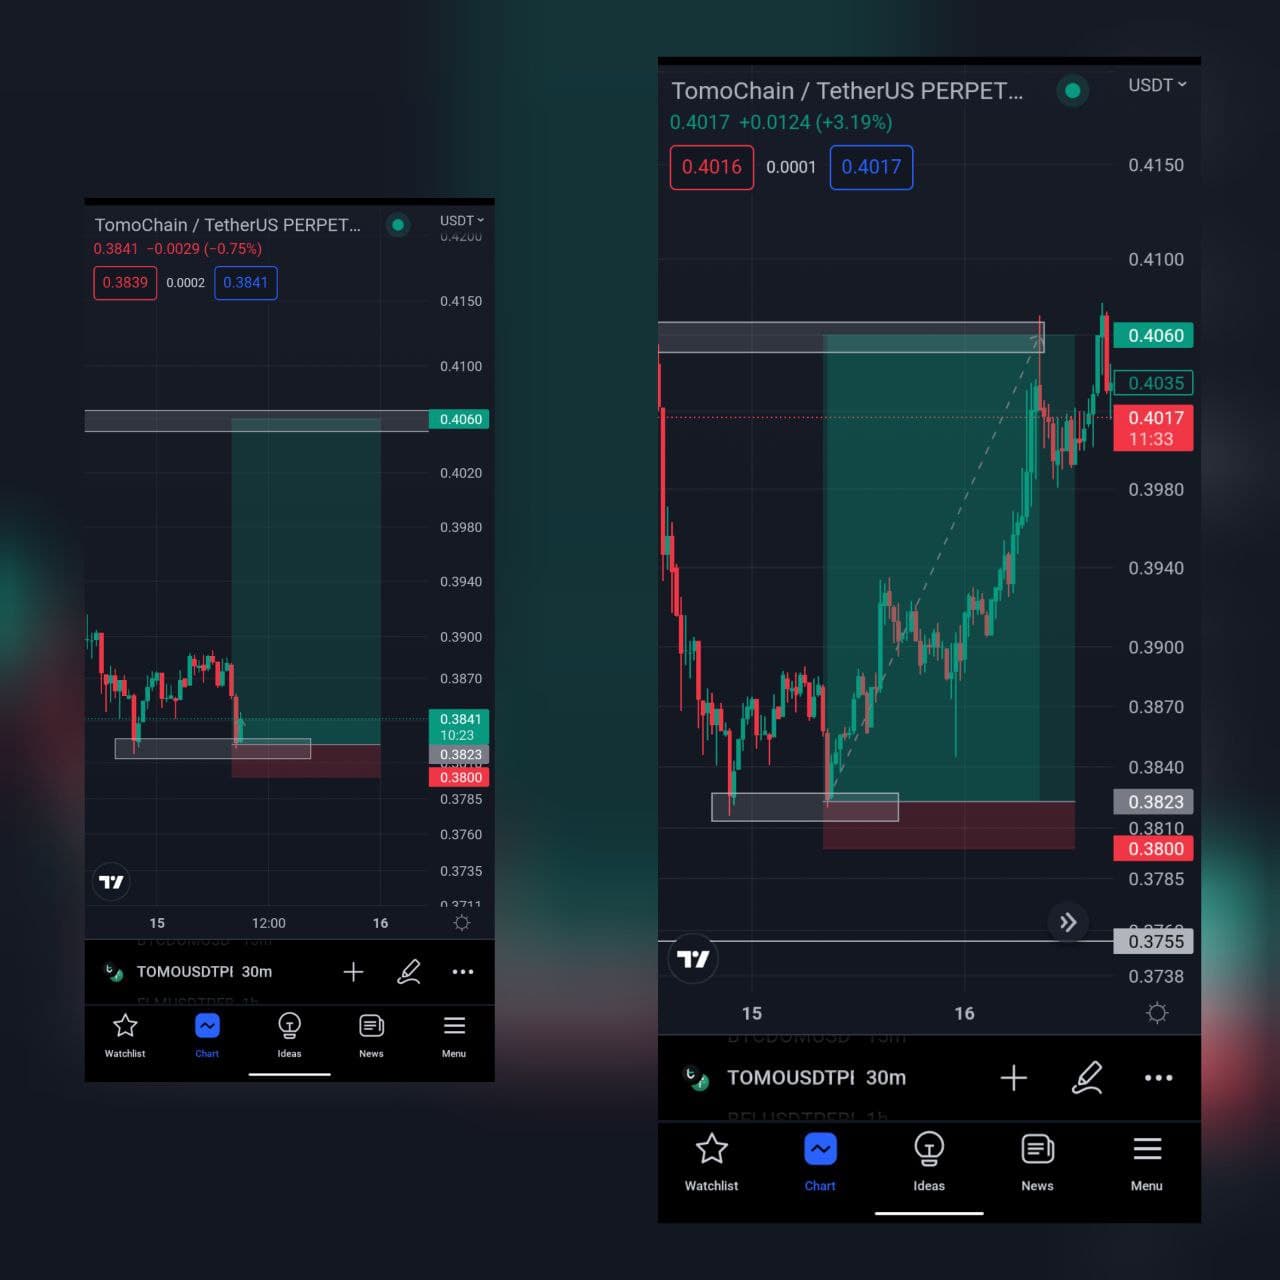 TomoChain / TetherUS PERPET...
USDT
0.3841 −0.0029 (−0.75%)
0.4200
0.3839 0.0002 0.3841
0.4150
0.4100
0.4060
0.4020
0.3980
0.3940
0.3900
0.3870
0.3841
10:23
0.3823
0.3810
0.3800
0.3785
0.3760
0.3735
0.3711
15 12:00 16
BTCDOMUSD 15m
TOMOUSDTPI 30m
Watchlist Chart Ideas News Menu
TomoChain / TetherUS PERPET...
USDT
0.4017 +0.0124 (+3.19%)
0.4016 0.0001 0.4017
0.4150
0.4100
0.4060
0.4035
0.4017
11:33
0.3980
0.3940
0.3900
0.3870
0.3840
0.3823
0.3810
0.3800
0.3785
0.3755
0.3738
15 16
BTCDOMUSD 15m
TOMOUSDTPI 30m
Watchlist Chart Ideas News Menu